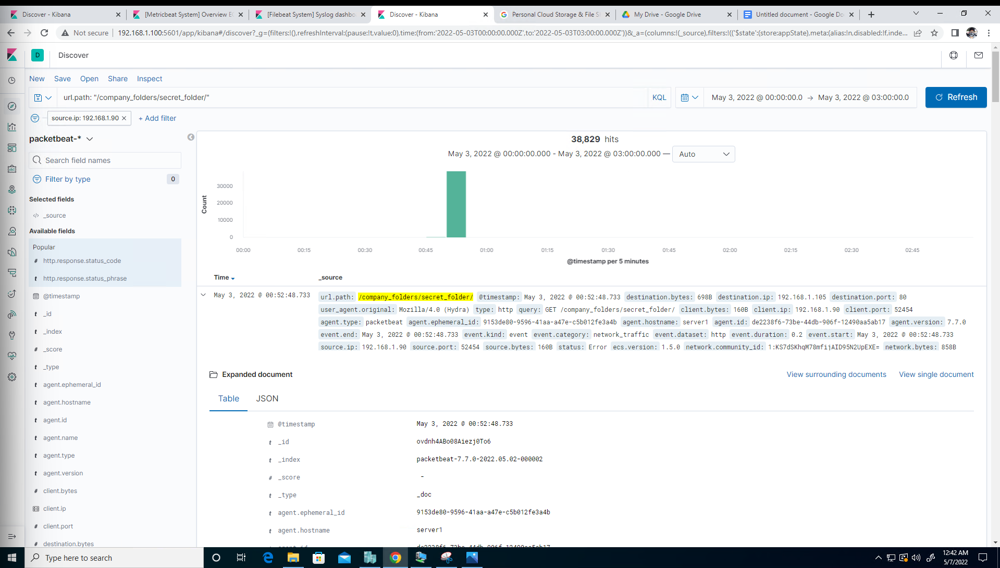 Discover - Kibana
[Metricbeat System] Overview EC
[Filebeat System] Syslog dashbo
Discover - Kibana
Personal Cloud Storage & File S
My Drive - Google Drive
Untitled document - Google Do
Not secure
192.168.1.100:5601/app/kibana#/discover?_g=(filters:!(),refreshInterval:(pause:!t,value:0),time:(from:'2022-05-03T00:00:00.000Z',to:'2022-05-03T03:00:00.000Z'))&_a=(columns:!(_source),filters:!(('$state':(store:appState),meta:(alias:!n,disabled:!f,inde...
D
Discover
New Save Open Share Inspect
url.path: "/company_folders/secret_folder/"
KQL
May 3, 2022 @ 00:00:00.0 → May 3, 2022 @ 03:00:00.0
Refresh
source.ip: 192.168.1.90 ×
+ Add filter
packetbeat-*
Search field names
Filter by type 0
Selected fields
</> _source
Available fields
Popular
# http.response.status_code
t http.response.status_phrase
@timestamp
t _id
t _index
# _score
t _type
t agent.ephemeral_id
t agent.hostname
t agent.id
t agent.name
t agent.type
t agent.version
# client.bytes
client.ip
# client.port
# destination.bytes
38,829 hits
May 3, 2022 @ 00:00:00.000 - May 3, 2022 @ 03:00:00.000 —
Auto
Count
30000
20000
10000
0
00:00 00:15 00:30 00:45 01:00 01:15 01:30 01:45 02:00 02:15 02:30 02:45
@timestamp per 5 minutes
Time _source
May 3, 2022 @ 00:52:48.733
url.path: /company_folders/secret_folder/ @timestamp: May 3, 2022 @ 00:52:48.733 destination.bytes: 698B destination.ip: 192.168.1.105 destination.port: 80
user_agent.original: Mozilla/4.0 (Hydra) type: http query: GET /company_folders/secret_folder/ client.bytes: 160B client.ip: 192.168.1.90 client.port: 52454
agent.type: packetbeat agent.ephemeral_id: 9153de80-9596-41aa-a47e-c5b012fe3a4b agent.hostname: server1 agent.id: de2238f6-73be-44db-906f-12490aa5ab17 agent.version: 7.7.0
event.end: May 3, 2022 @ 00:52:48.733 event.kind: event event.category: network_traffic event.dataset: http event.duration: 0.2 event.start: May 3, 2022 @ 00:52:48.733
source.ip: 192.168.1.90 source.port: 52454 source.bytes: 160B status: Error ecs.version: 1.5.0 network.community_id: 1:KS7dSKhqM78mfijAID95N2UpEXE= network.bytes: 858B
Expanded document
View surrounding documents View single document
Table JSON
@timestamp May 3, 2022 @ 00:52:48.733
t _id ovdnh4ABo08Aiezj0To6
t _index packetbeat-7.7.0-2022.05.02-000002
# _score -
t _type _doc
t agent.ephemeral_id 9153de80-9596-41aa-a47e-c5b012fe3a4b
t agent.hostname server1
agent.id de2238f6-73be-44db-906f-12490aa5ab17
Type here to search
12:42 AM
5/7/2022